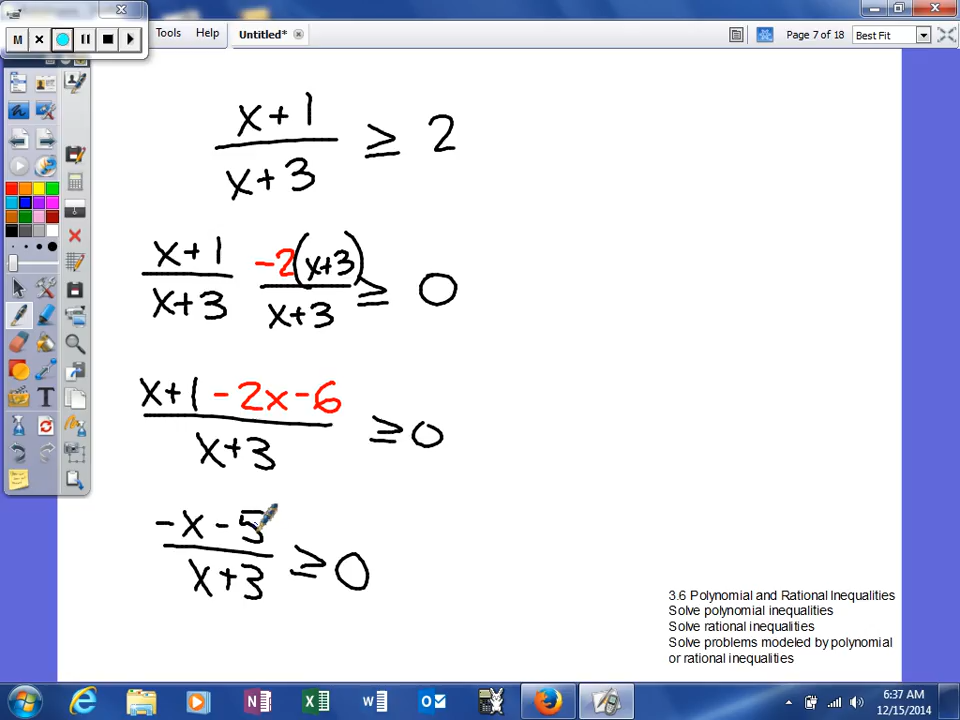 M
Tools Help Untitled* Page 7 of 18 Best Fit
x+1
x+3
≥ 2
x+1
x+3
-2(x+3)
x+3
≥ 0
x+1-2x-6
x+3
≥0
-x-5
x+3
≥0
3.6 Polynomial and Rational Inequalities
Solve polynomial inequalities
Solve rational inequalities
Solve problems modeled by polynomial
or rational inequalities
6:37 AM
12/15/2014